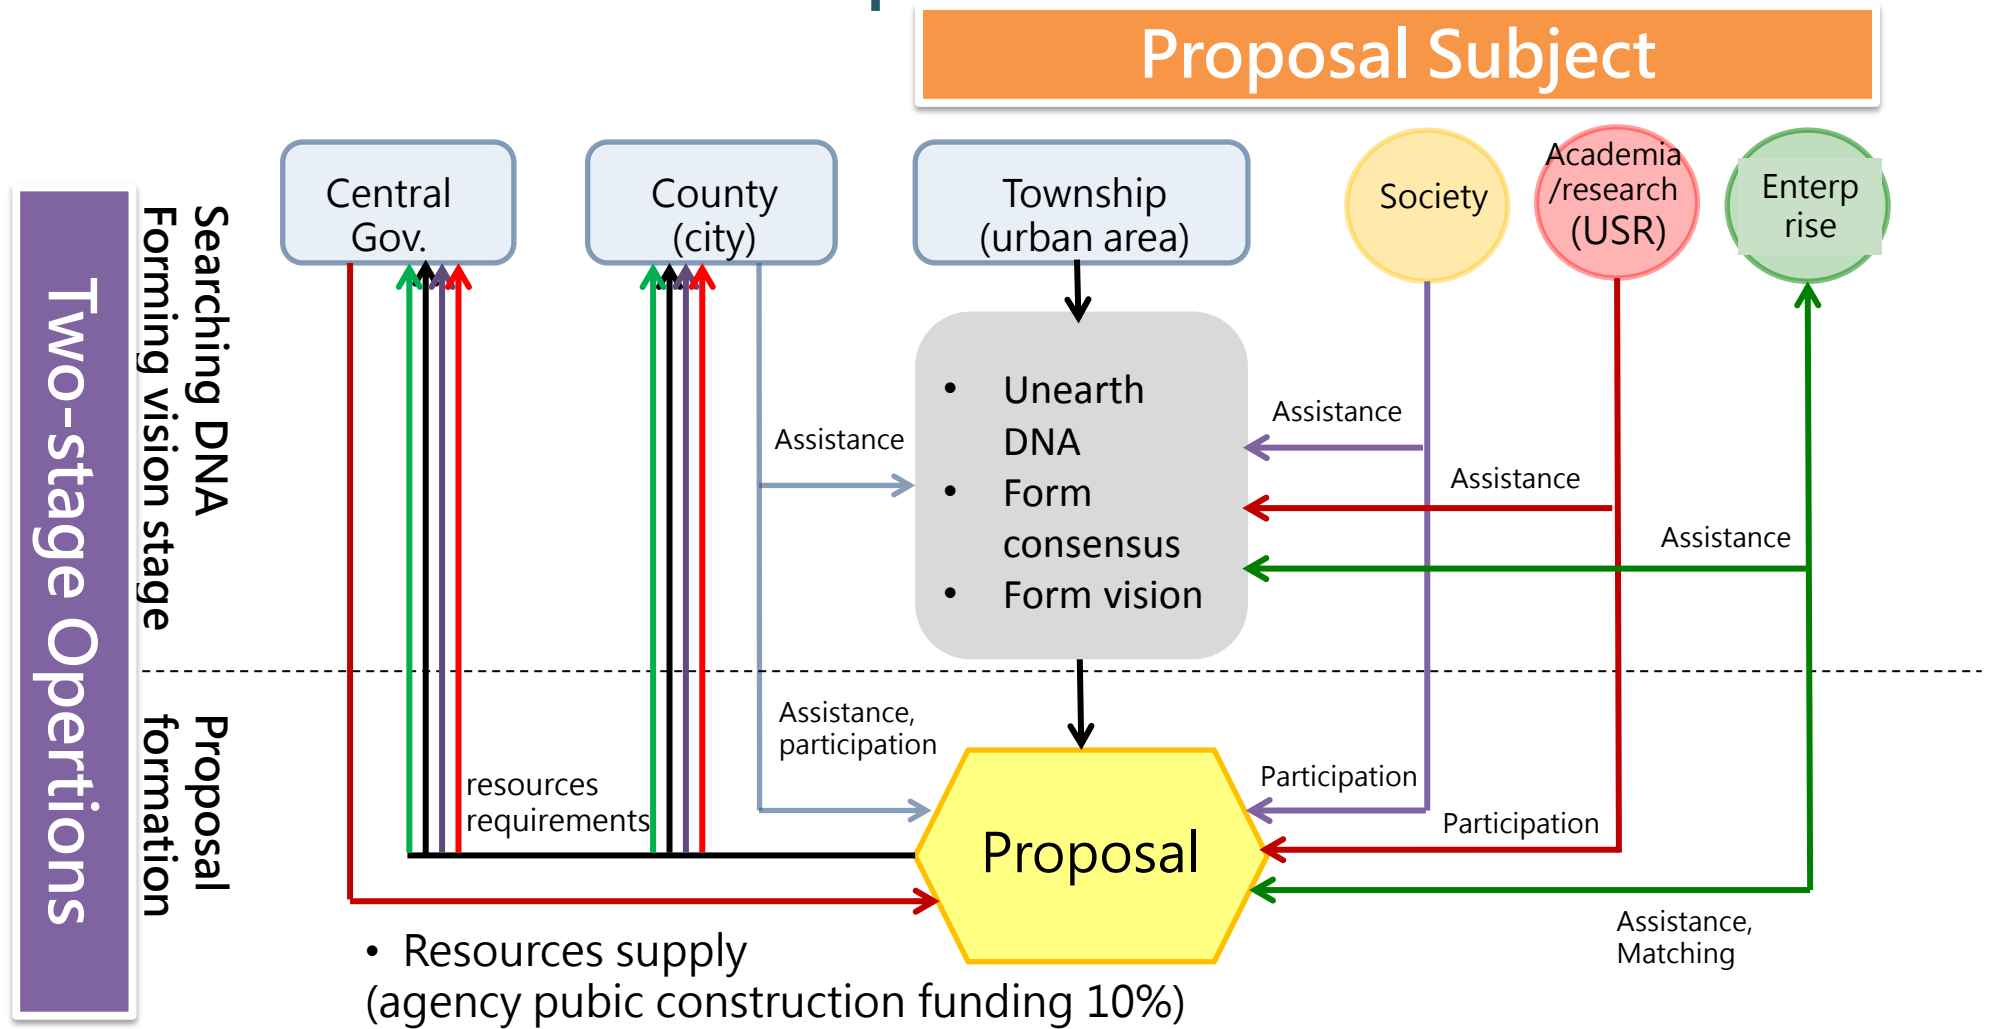 Proposal Subject
Central
Gov.
County
(city)
Township
(urban area)
Society
Academia
/research
(USR)
Enterp
rise
Two-stage Opertions
Searching DNA
Forming vision stage
• Unearth
DNA
• Form
consensus
• Form vision
Assistance
Assistance
Assistance
Assistance
Proposal
formation
Assistance,
participation
resources
requirements
Proposal
Participation
Participation
Assistance,
Matching
• Resources supply
(agency pubic construction funding 10%)